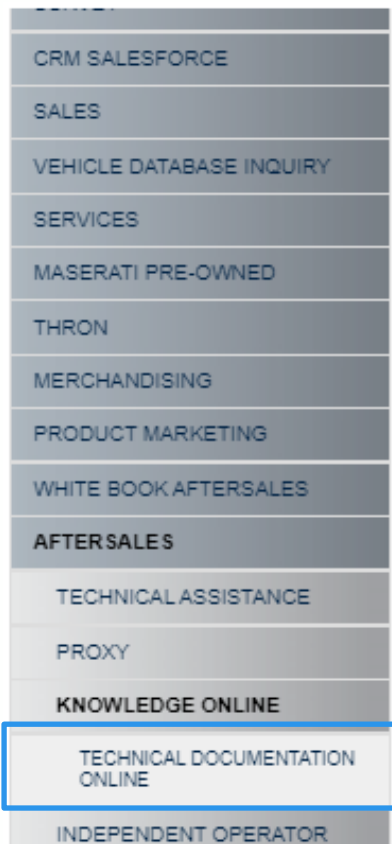 CRM SALESFORCE
SALES
VEHICLE DATABASE INQUIRY
SERVICES
MASERATI PRE-OWNED
THRON
MERCHANDISING
PRODUCT MARKETING
WHITE BOOK AFTERSALES
AFTERSALES
TECHNICAL ASSISTANCE
PROXY
KNOWLEDGE ONLINE
TECHNICAL DOCUMENTATION
ONLINE
INDEPENDENT OPERATOR